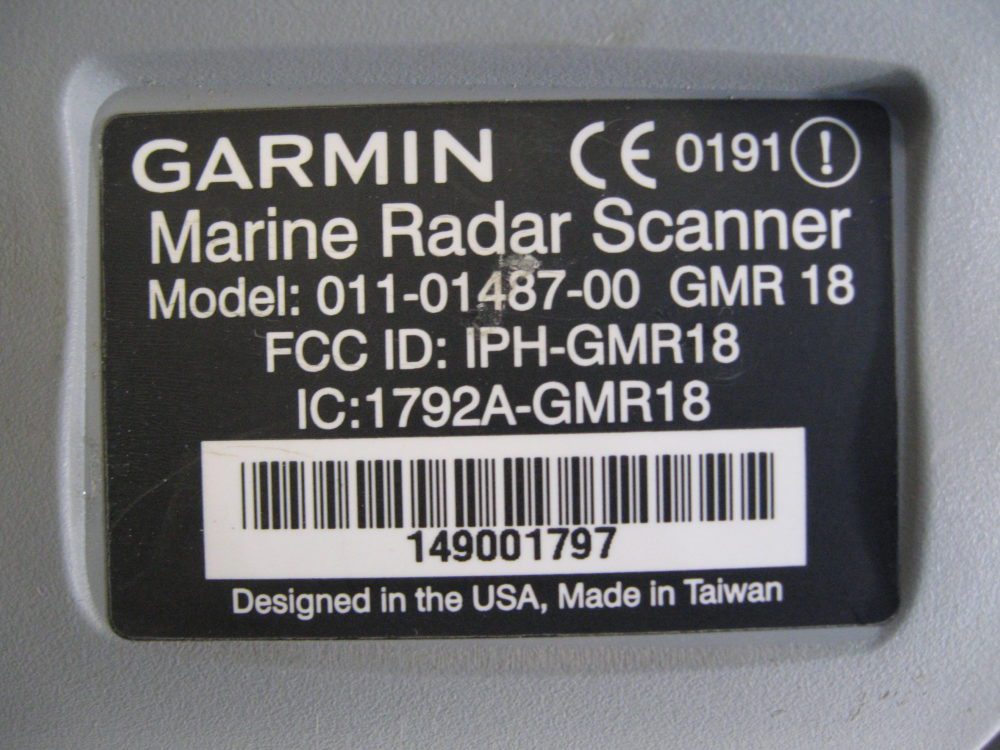 GARMIN CE 0191 !
Marine Radar Scanner
Model: 011-01487-00 GMR 18
FCC ID: IPH-GMR18
IC:1792A-GMR18
149001797
Designed in the USA, Made in Taiwan